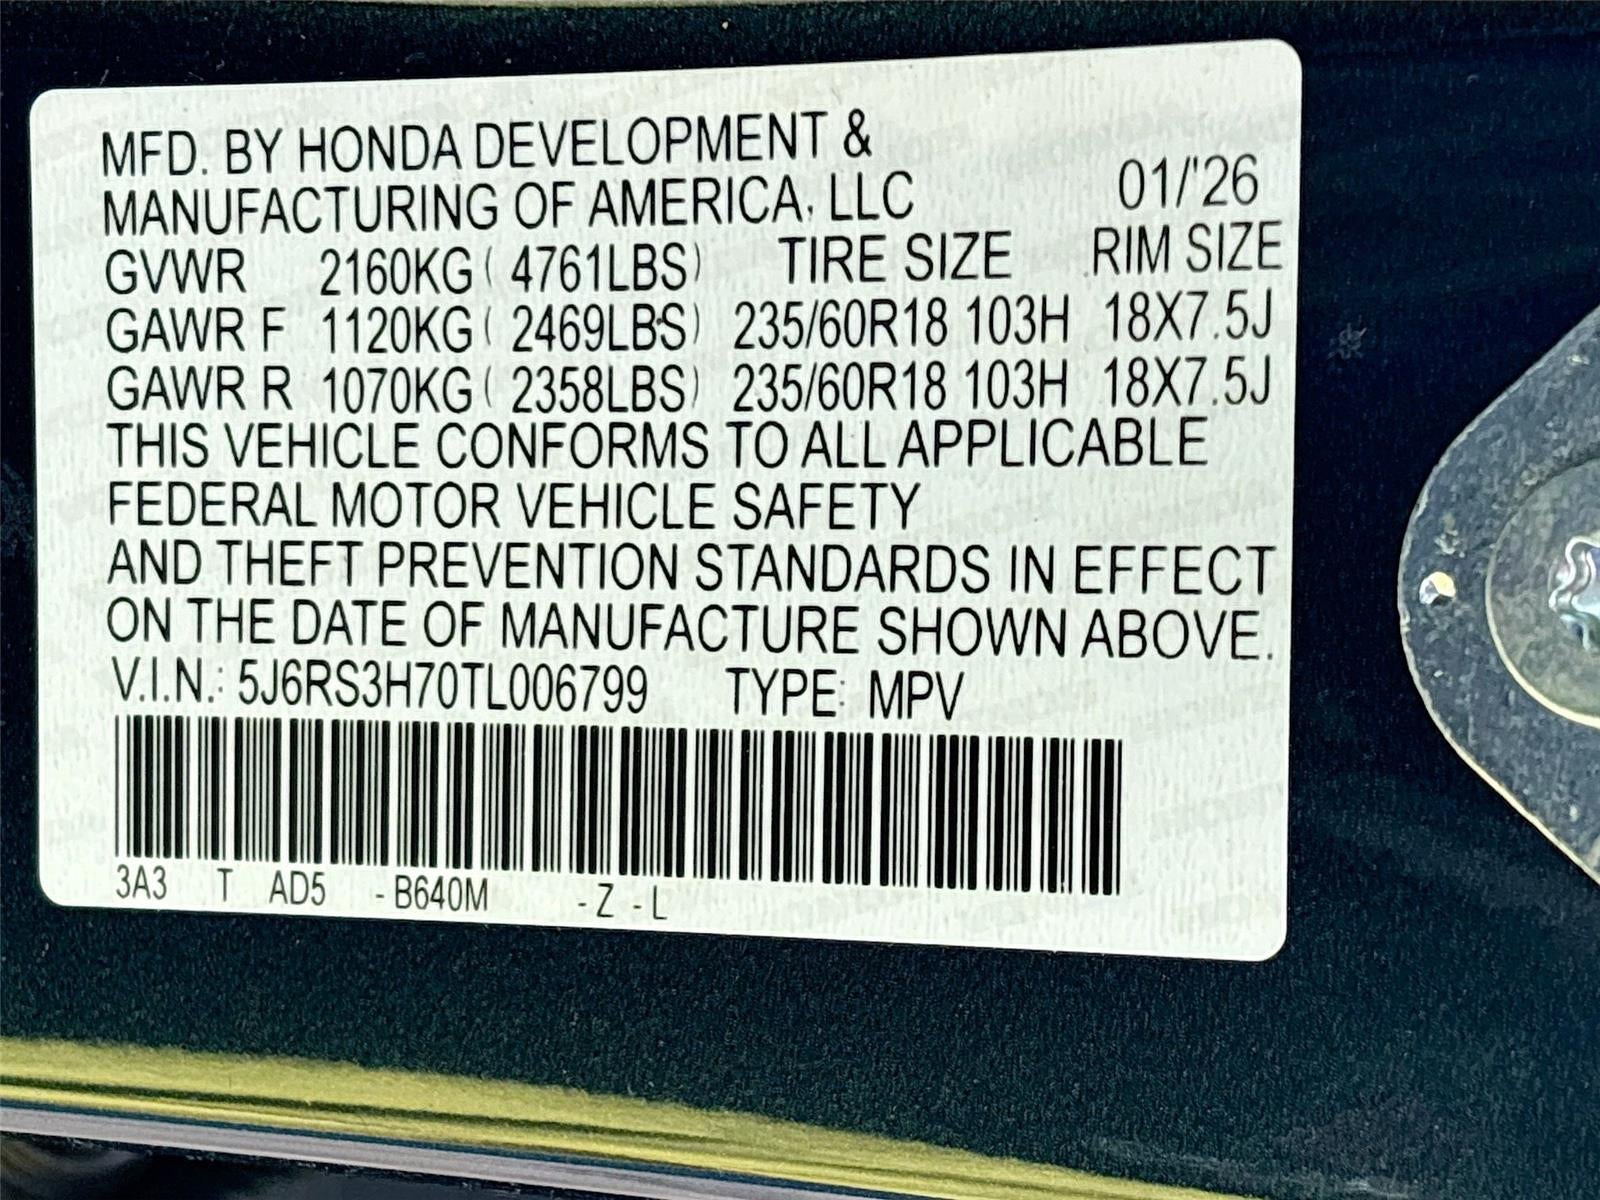 MFD. BY HONDA DEVELOPMENT &
MANUFACTURING OF AMERICA, LLC 01/'26
GVWR 2160KG ( 4761LBS) TIRE SIZE RIM SIZE
GAWR F 1120KG ( 2469LBS) 235/60R18 103H 18X7.5J
GAWR R 1070KG ( 2358LBS) 235/60R18 103H 18X7.5J
THIS VEHICLE CONFORMS TO ALL APPLICABLE
FEDERAL MOTOR VEHICLE SAFETY
AND THEFT PREVENTION STANDARDS IN EFFECT
ON THE DATE OF MANUFACTURE SHOWN ABOVE.
V.I.N.: 5J6RS3H70TL006799 TYPE: MPV
3A3 T AD5 - B640M - Z - L